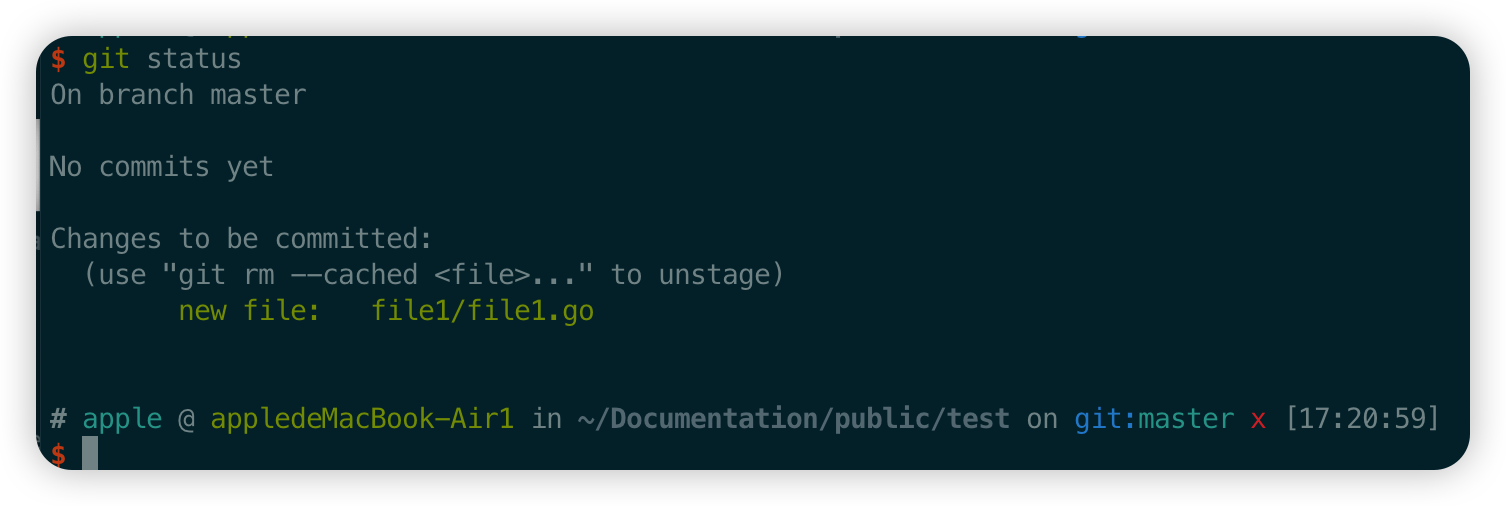 $ git status
On branch master
No commits yet
Changes to be committed:
(use "git rm --cached <file>..." to unstage)
new file: file1/file1.go
# apple @ appledeMacBook-Air1 in ~/Documentation/public/test on git:master x [17:20:59]
$